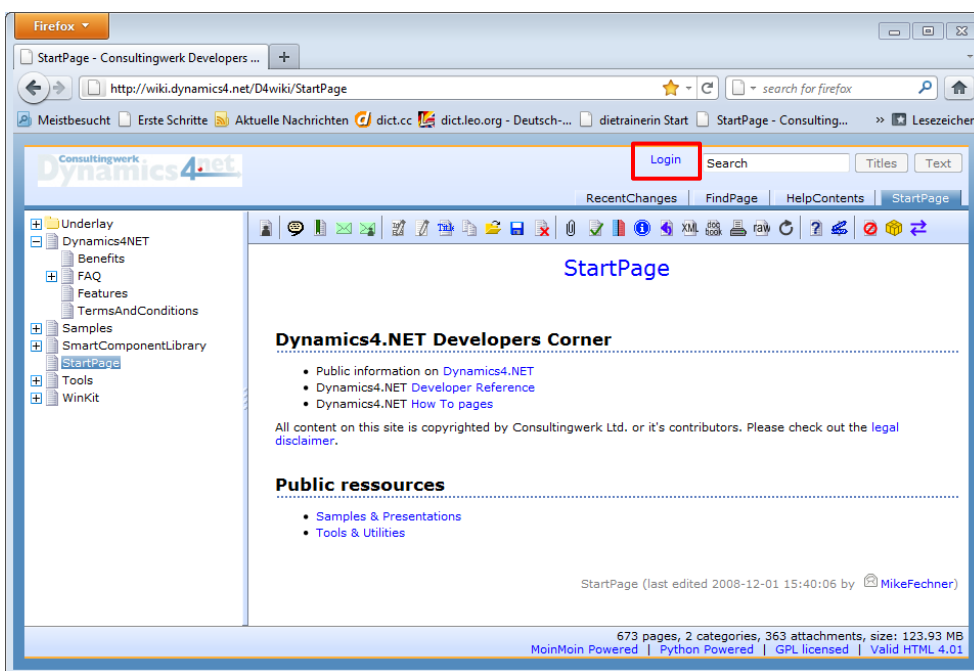 Firefox
StartPage - Consultingwerk Developers ...
http://wiki.dynamics4.net/D4wiki/StartPage
search for firefox
Meistbesucht Erste Schritte Aktuelle Nachrichten dict.cc dict.leo.org - Deutsch-... dietrainerin Start StartPage - Consulting... » Lesezeichen
Consultingwerk
Dynamics4.net
Login Search Titles Text
RecentChanges FindPage HelpContents StartPage
Underlay
Dynamics4NET
Benefits
FAQ
Features
TermsAndConditions
Samples
SmartComponentLibrary
StartPage
Tools
WinKit
StartPage
Dynamics4.NET Developers Corner
• Public information on Dynamics4.NET
• Dynamics4.NET Developer Reference
• Dynamics4.NET How To pages
All content on this site is copyrighted by Consultingwerk Ltd. or it's contributors. Please check out the legal
disclaimer.
Public ressources
• Samples & Presentations
• Tools & Utilities
StartPage (last edited 2008-12-01 15:40:06 by MikeFechner)
673 pages, 2 categories, 363 attachments, size: 123.93 MB
MoinMoin Powered | Python Powered | GPL licensed | Valid HTML 4.01